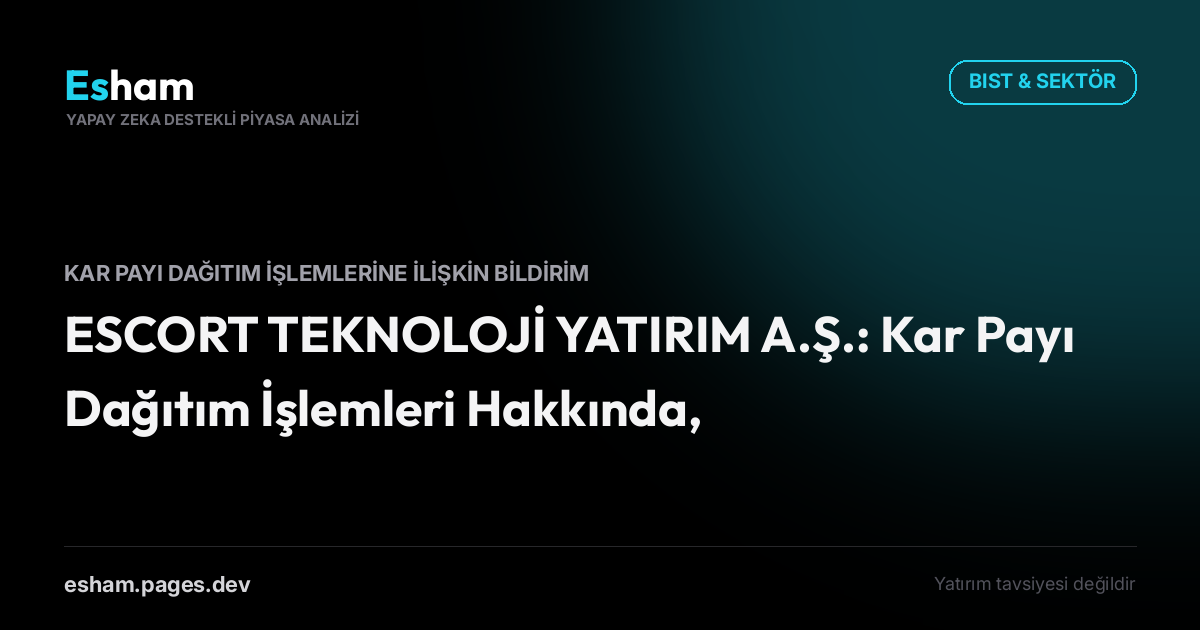 Esham
YAPAY ZEKA DESTEKLİ PİYASA ANALİZİ
BIST & SEKTÖR
KAR PAYI DAĞITIM İŞLEMLERİNE İLİŞKİN BİLDİRİM
ESCORT TEKNOLOJİ YATIRIM A.Ş.: Kar Payı
Dağıtım İşlemleri Hakkında,
esham.pages.dev
Yatırım tavsiyesi değildir